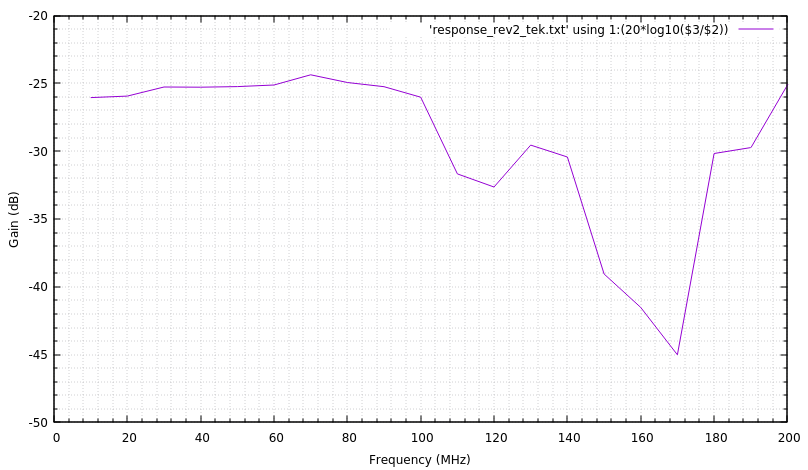 -20
'response_rev2_tek.txt' using 1:(20*log10($3/$2))
-25
-30
-35
Gain (dB)
-40
-45
-50
0 20 40 60 80 100 120 140 160 180 200
Frequency (MHz)